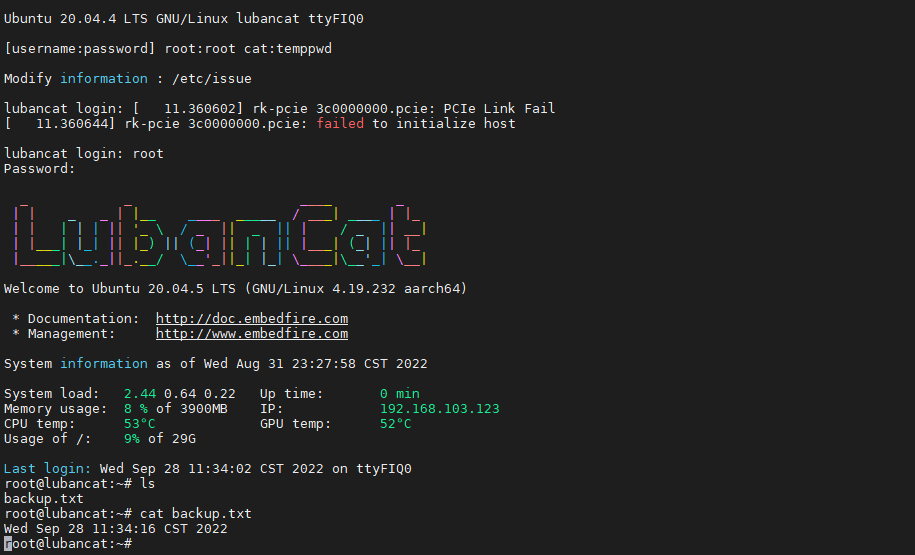 Ubuntu 20.04.4 LTS GNU/Linux lubancat ttyFIQ0
[username:password] root:root cat:temppwd
Modify information : /etc/issue
lubancat login: [   11.360602] rk-pcie 3c0000000.pcie: PCIe Link Fail
[   11.360644] rk-pcie 3c0000000.pcie: failed to initialize host
lubancat login: root
Password:
LubanCat
Welcome to Ubuntu 20.04.5 LTS (GNU/Linux 4.19.232 aarch64)
* Documentation:  http://doc.embedfire.com
* Management:     http://www.embedfire.com
System information as of Wed Aug 31 23:27:58 CST 2022
System load:   2.44 0.64 0.22   Up time:       0 min
Memory usage:  8 % of 3900MB    IP:            192.168.103.123
CPU temp:      53°C             GPU temp:      52°C
Usage of /:    9% of 29G
Last login: Wed Sep 28 11:34:02 CST 2022 on ttyFIQ0
root@lubancat:~# ls
backup.txt
root@lubancat:~# cat backup.txt
Wed Sep 28 11:34:16 CST 2022
root@lubancat:~#